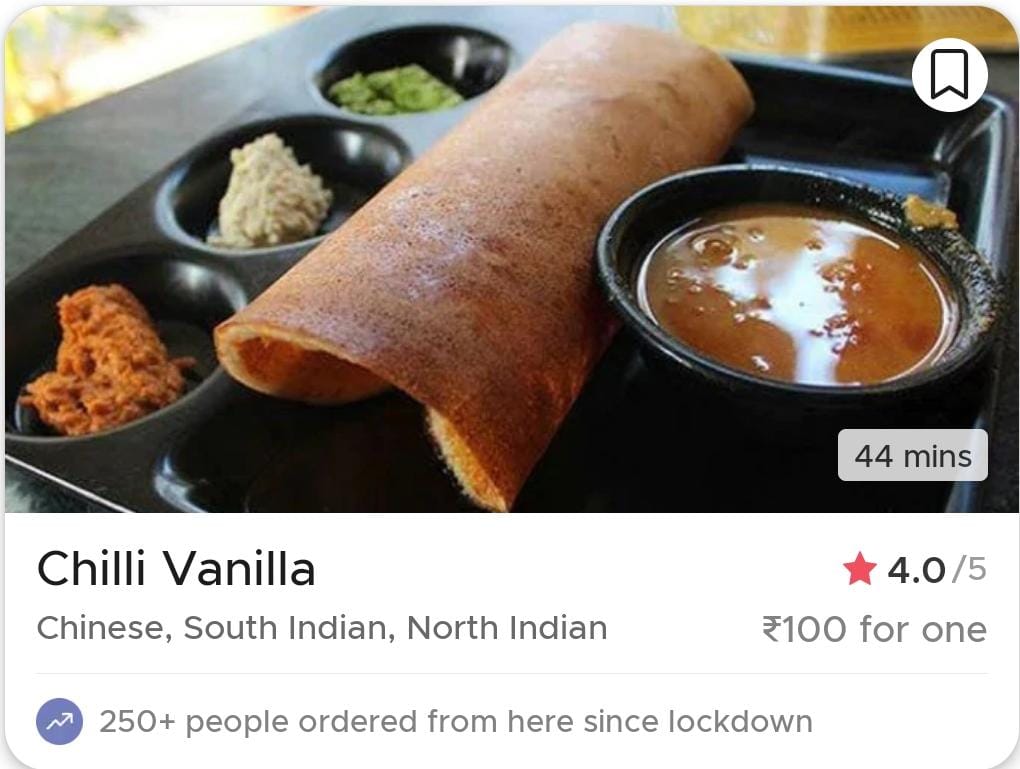 44 mins
Chilli Vanilla
4.0/5
Chinese, South Indian, North Indian
₹100 for one
250+ people ordered from here since lockdown